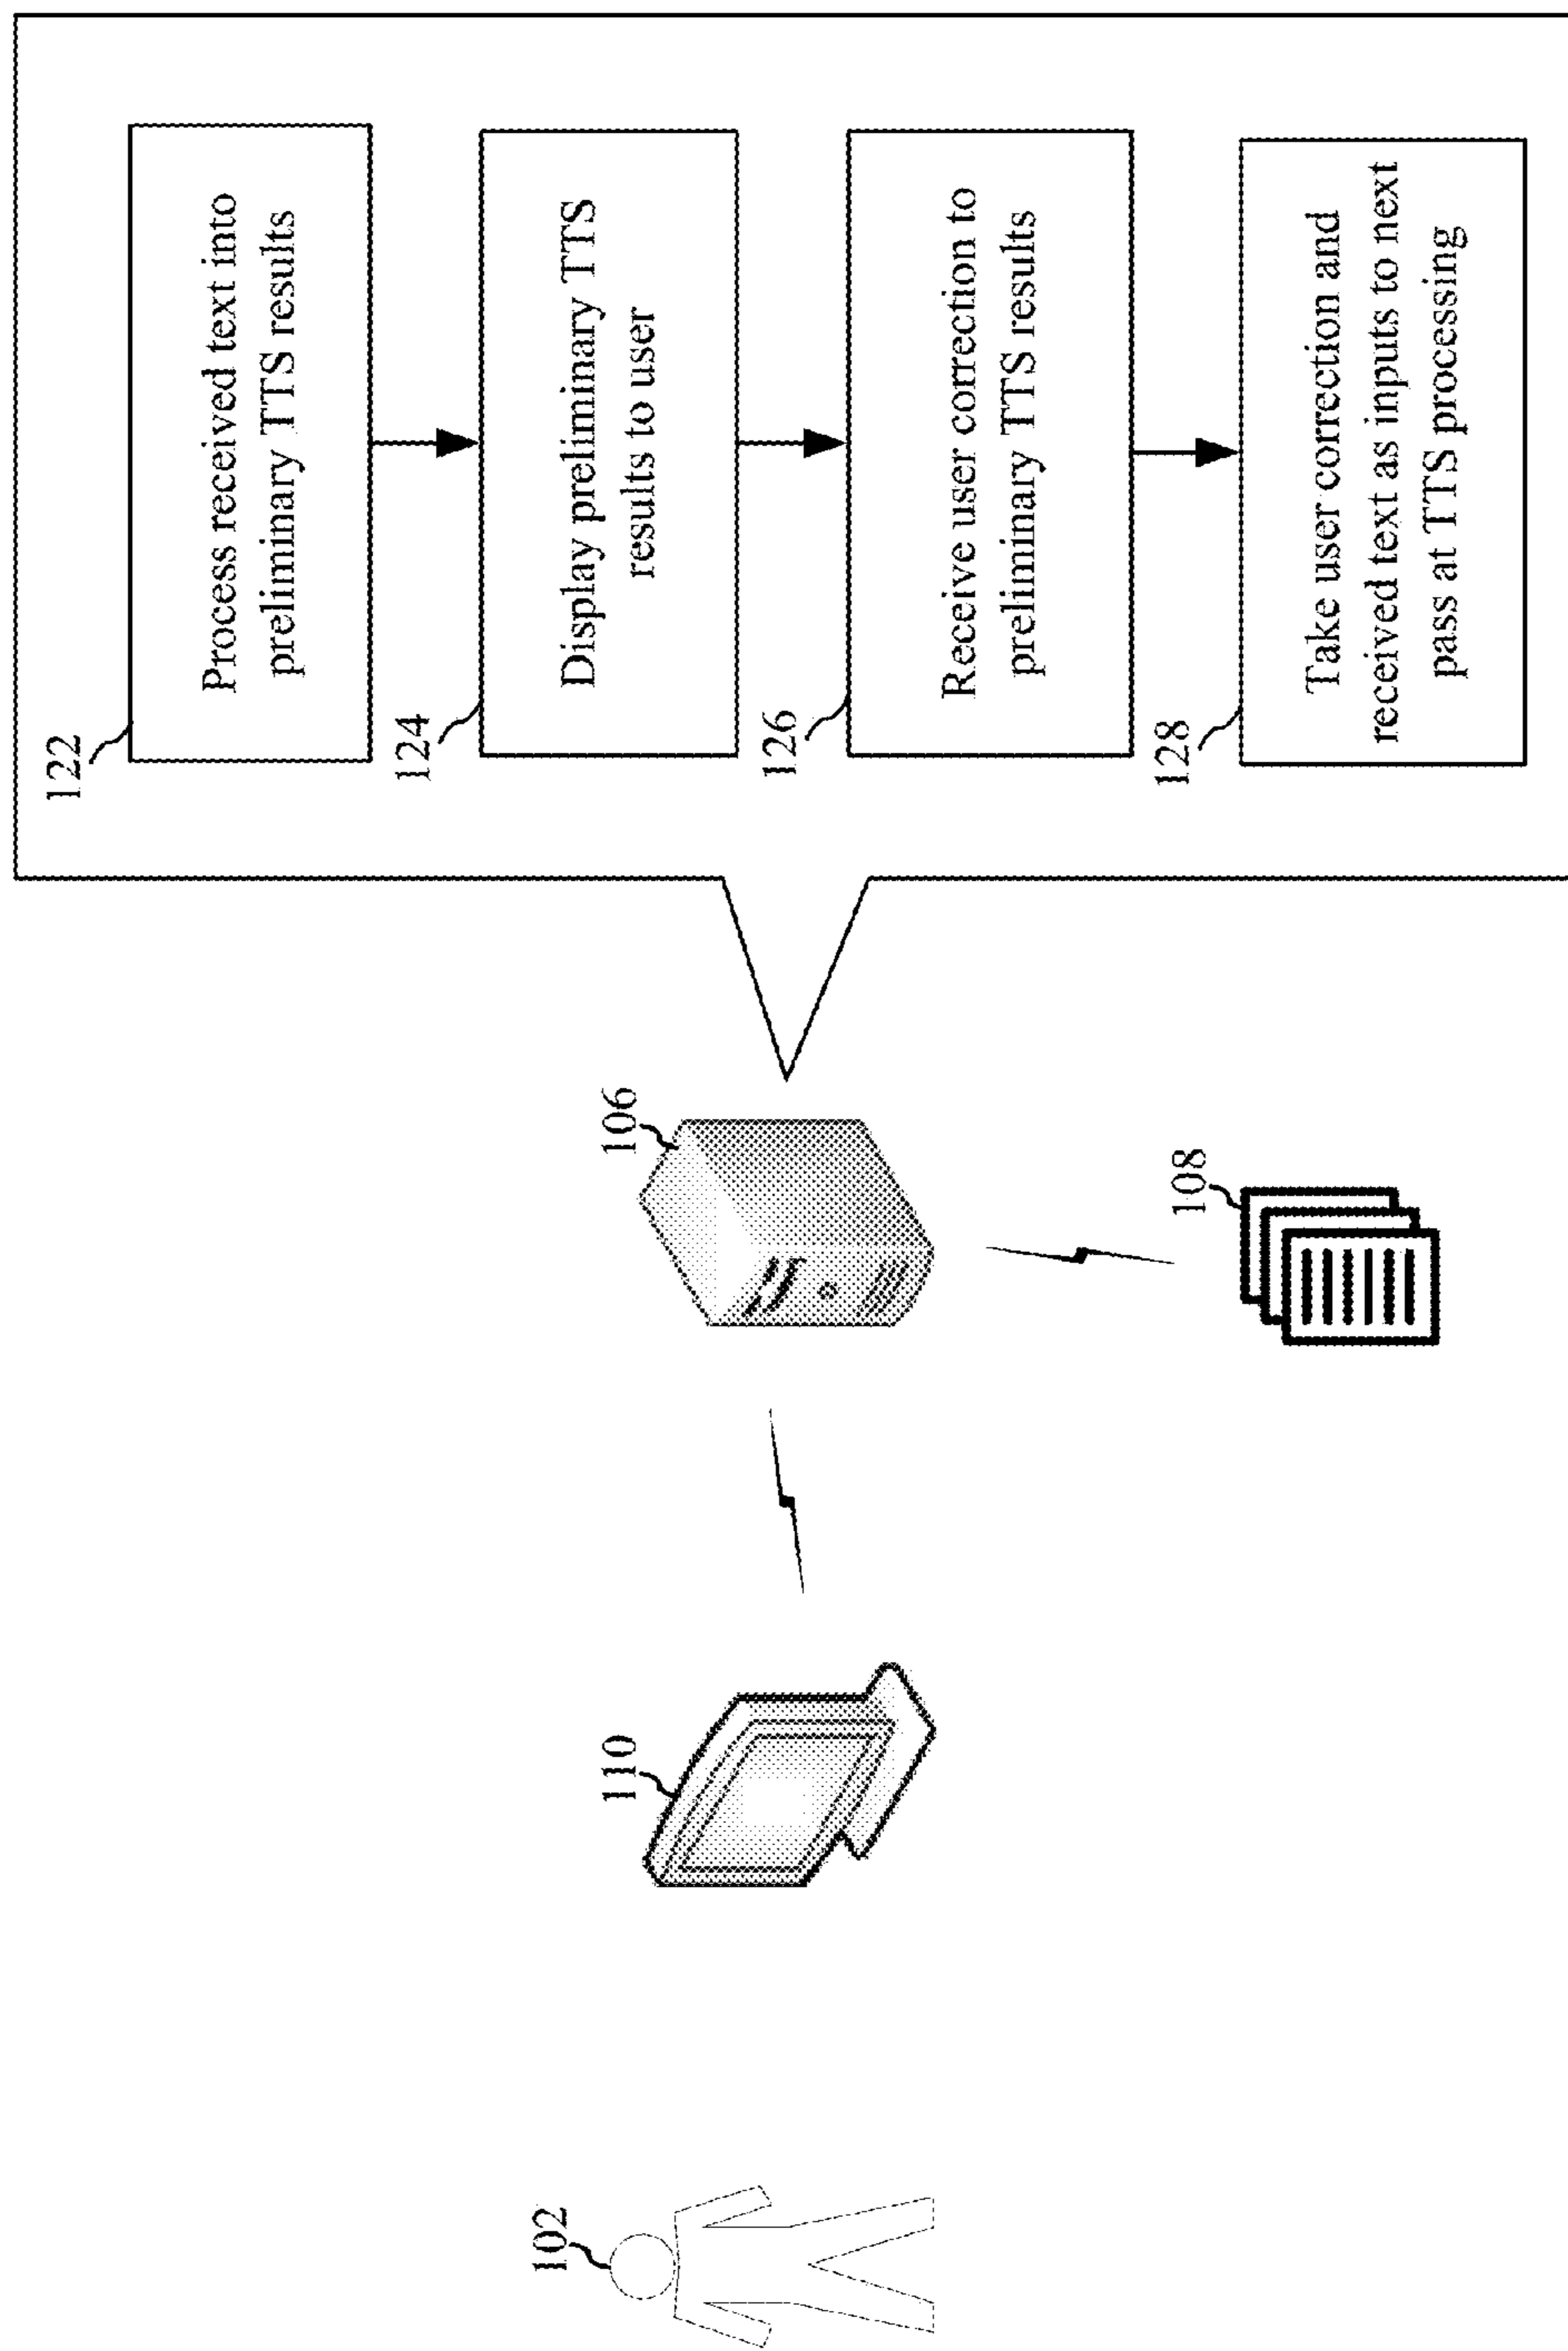 122
Process received text into
preliminary TTS results
124
Display preliminary TTS
results to user
126
Receive user correction to
preliminary TTS results
128
Take user correction and
received text as inputs to next
pass at TTS processing
102
110
106
108